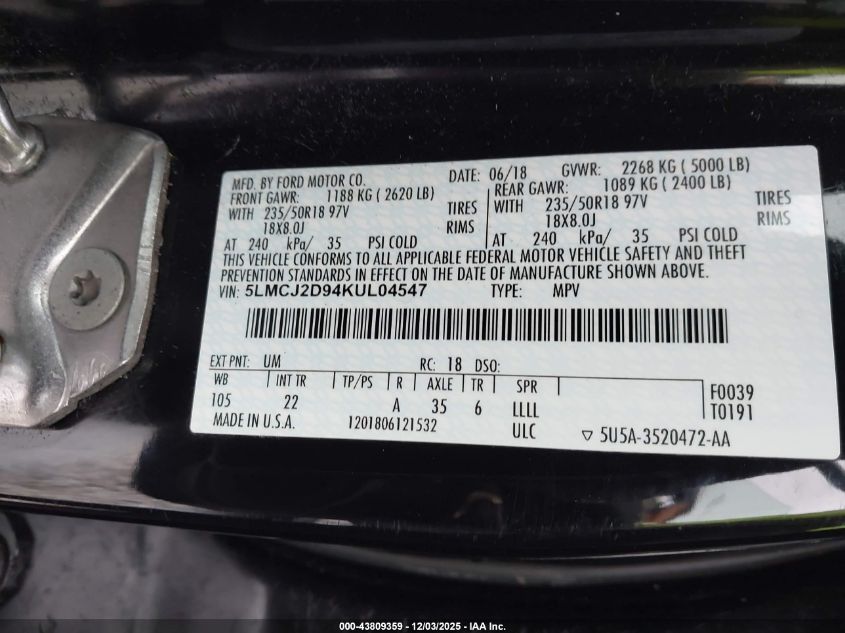 MFD. BY FORD MOTOR CO. DATE: 06/18 GVWR: 2268 KG ( 5000 LB)
FRONT GAWR: 1188 KG ( 2620 LB) REAR GAWR: 1089 KG ( 2400 LB)
WITH 235/50R18 97V TIRES WITH 235/50R18 97V TIRES
18X8.0J RIMS 18X8.0J RIMS
AT 240 kPa/ 35 PSI COLD AT 240 kPa/ 35 PSI COLD
THIS VEHICLE CONFORMS TO ALL APPLICABLE FEDERAL MOTOR VEHICLE SAFETY AND THEFT
PREVENTION STANDARDS IN EFFECT ON THE DATE OF MANUFACTURE SHOWN ABOVE.
VIN: 5LMCJ2D94KUL04547 TYPE: MPV
EXT PNT: UM RC: 18 DSO:
WB INT TR TP/PS R AXLE TR SPR F0039
105 22 A 35 6 LLLL T0191
MADE IN U.S.A. 1201806121532 ULC 5U5A-3520472-AA
000-43809359 | 12/03/2025 - IAA Inc.